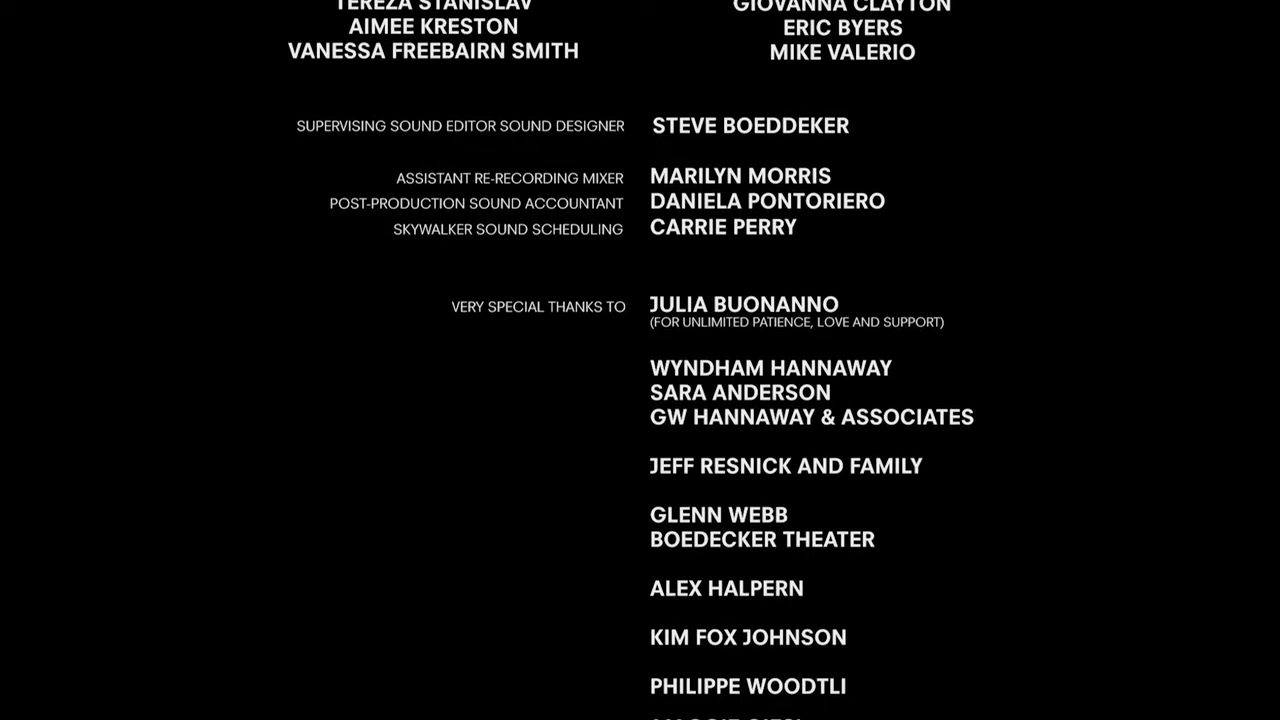 TEREZA STANISLAV
GIOVANNA CLAYTON
AIMEE KRESTON
ERIC BYERS
VANESSA FREEBAIRN SMITH
MIKE VALERIO
SUPERVISING SOUND EDITOR SOUND DESIGNER STEVE BOEDDEKER
ASSISTANT RE-RECORDING MIXER MARILYN MORRIS
POST-PRODUCTION SOUND ACCOUNTANT DANIELA PONTORIERO
SKYWALKER SOUND SCHEDULING CARRIE PERRY
VERY SPECIAL THANKS TO JULIA BUONANNO
(FOR UNLIMITED PATIENCE, LOVE AND SUPPORT)
WYNDHAM HANNAWAY
SARA ANDERSON
GW HANNAWAY & ASSOCIATES
JEFF RESNICK AND FAMILY
GLENN WEBB
BOEDECKER THEATER
ALEX HALPERN
KIM FOX JOHNSON
PHILIPPE WOODTLI